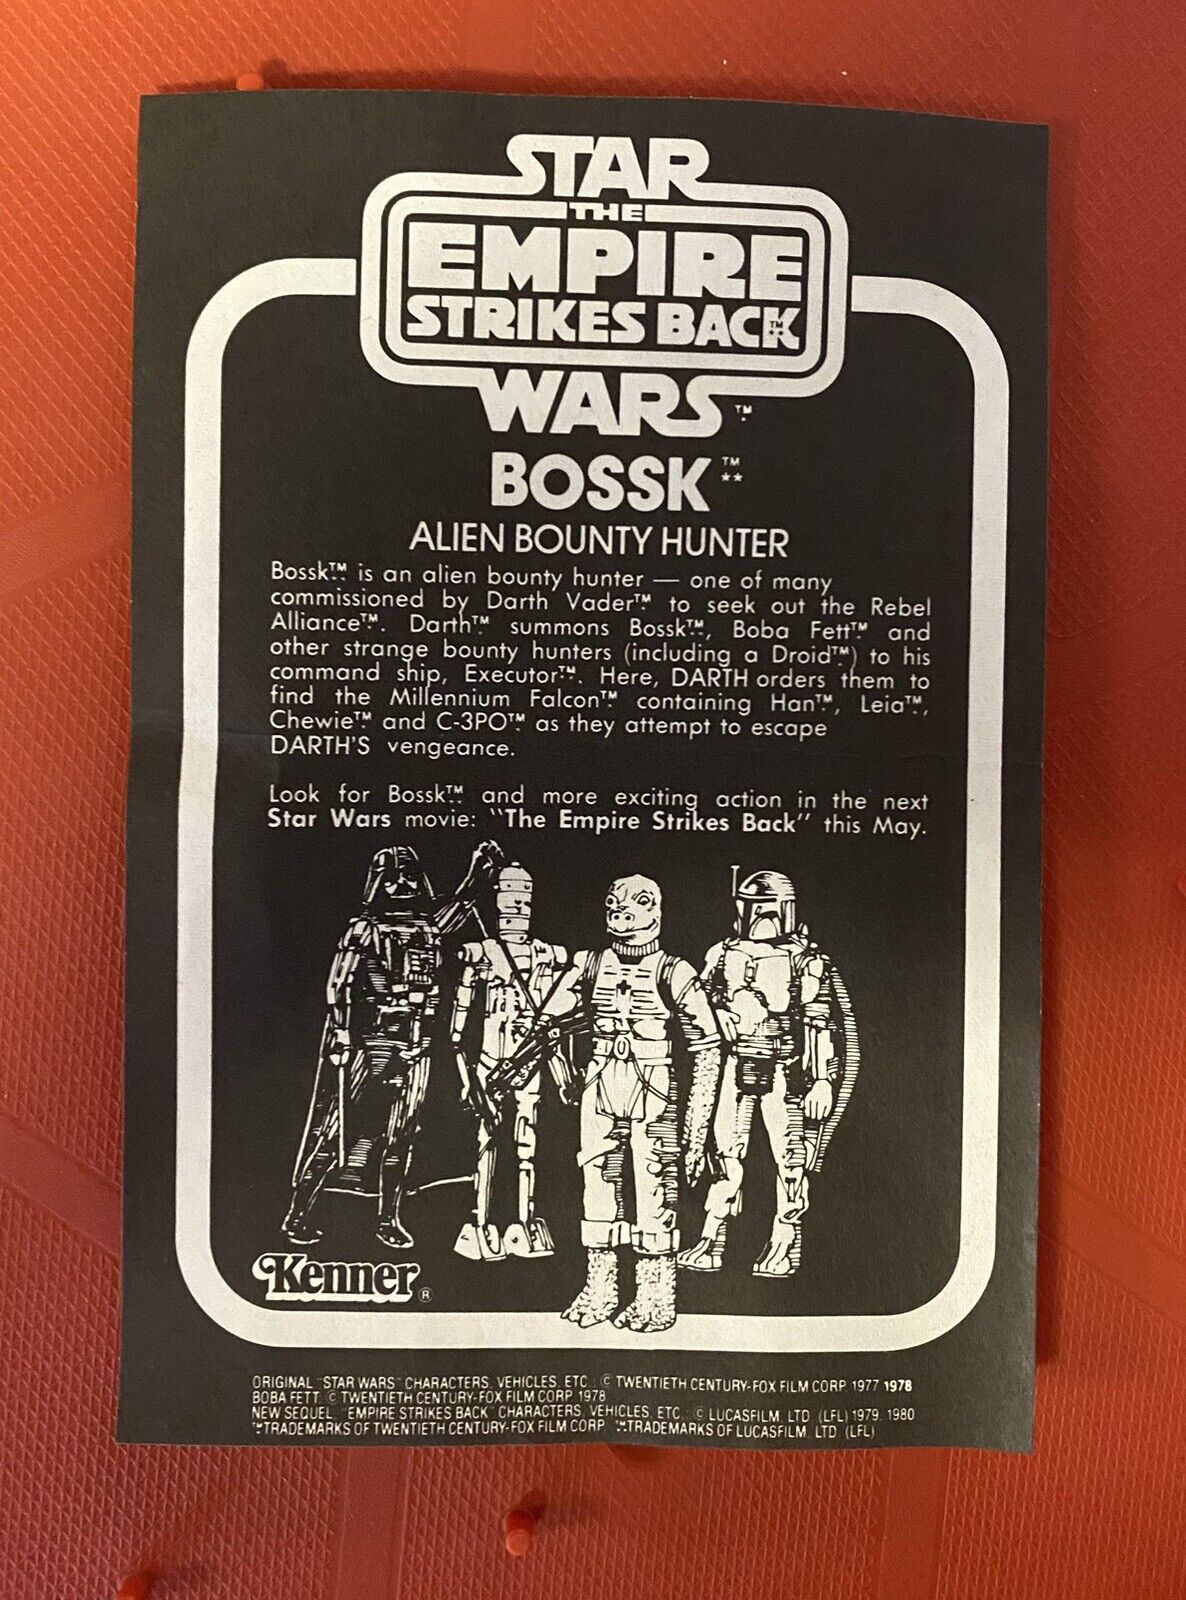 STAR
THE
EMPIRE
STRIKES BACK™**
WARS™*
BOSSK™**
ALIEN BOUNTY HUNTER
Bossk™** is an alien bounty hunter — one of many
commissioned by Darth Vader™* to seek out the Rebel
Alliance™*. Darth™* summons Bossk™**, Boba Fett™* and
other strange bounty hunters (including a Droid™*) to his
command ship, Executor™**. Here, DARTH orders them to
find the Millennium Falcon™* containing Han™*, Leia™*,
Chewie™* and C-3PO™* as they attempt to escape
DARTH'S vengeance.
Look for Bossk™** and more exciting action in the next
Star Wars movie: "The Empire Strikes Back" this May.
Kenner®
ORIGINAL "STAR WARS" CHARACTERS, VEHICLES, ETC.: © TWENTIETH CENTURY-FOX FILM CORP. 1977 1978
BOBA FETT: © TWENTIETH CENTURY-FOX FILM CORP. 1978
NEW SEQUEL "EMPIRE STRIKES BACK" CHARACTERS, VEHICLES, ETC.: © LUCASFILM, LTD. (LFL) 1979, 1980
™*TRADEMARKS OF TWENTIETH CENTURY-FOX FILM CORP. ™**TRADEMARKS OF LUCASFILM, LTD. (LFL)